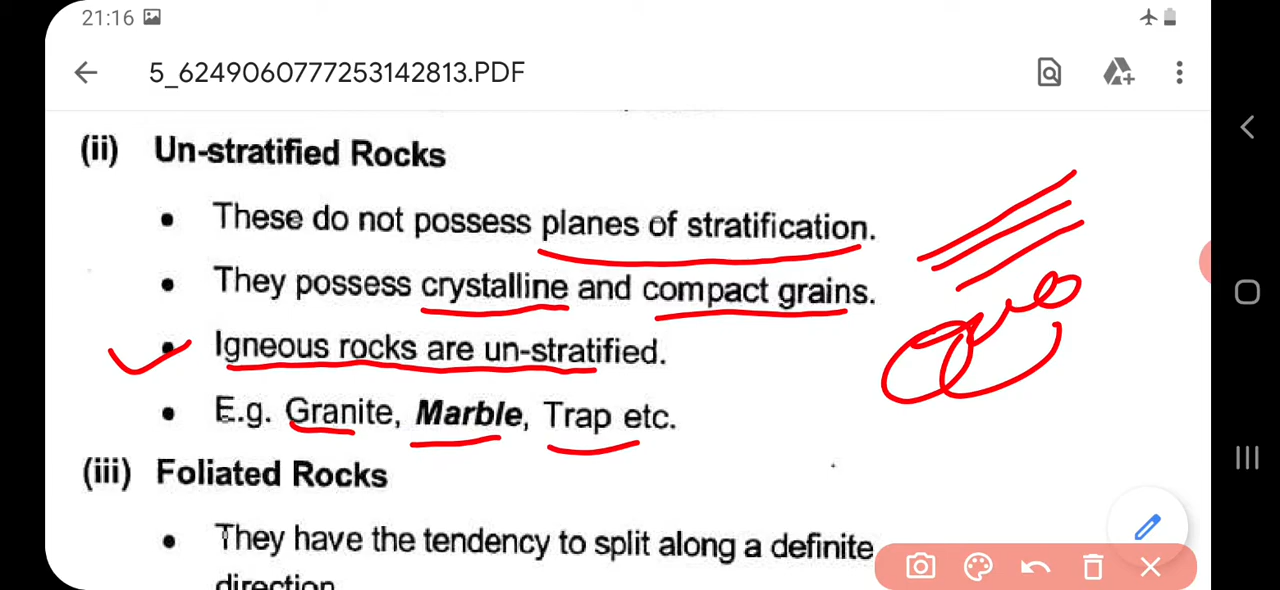 21:16
5_6249060777253142813.PDF
(ii) Un-stratified Rocks
• These do not possess planes of stratification.
• They possess crystalline and compact grains.
• Igneous rocks are un-stratified.
• E.g. Granite, Marble, Trap etc.
(iii) Foliated Rocks
• They have the tendency to split along a definite
direction